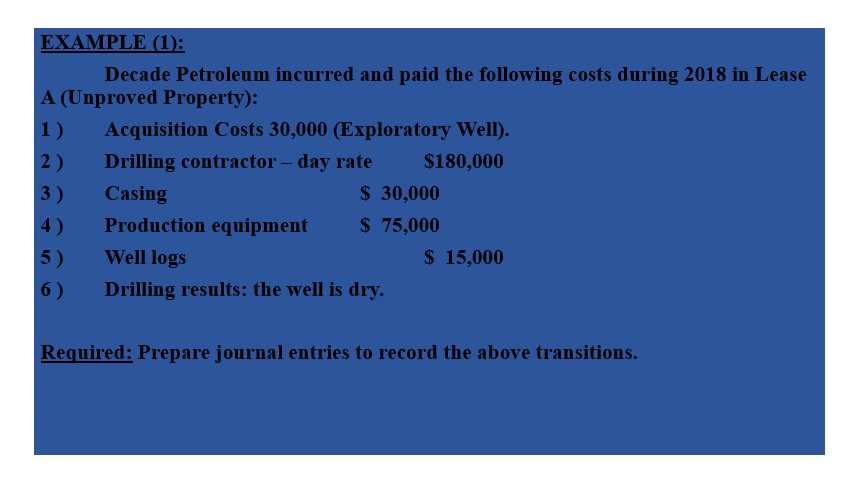 EXAMPLE (1):
Decade Petroleum incurred and paid the following costs during 2018 in Lease
A (Unproved Property):
1 ) Acquisition Costs 30,000 (Exploratory Well).
2 ) Drilling contractor – day rate $180,000
3 ) Casing $ 30,000
4 ) Production equipment $ 75,000
5 ) Well logs $ 15,000
6 ) Drilling results: the well is dry.
Required: Prepare journal entries to record the above transitions.